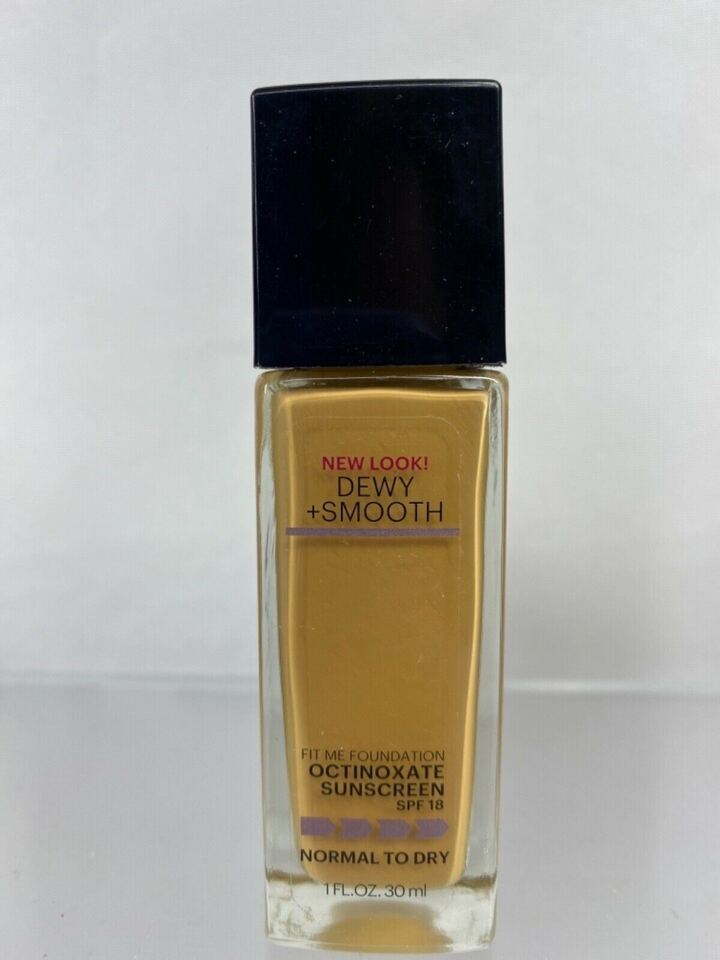 NEW LOOK!
DEWY
+SMOOTH
FIT ME FOUNDATION
OCTINOXATE
SUNSCREEN
SPF 18
NORMAL TO DRY
1 FL.OZ. 30 ml